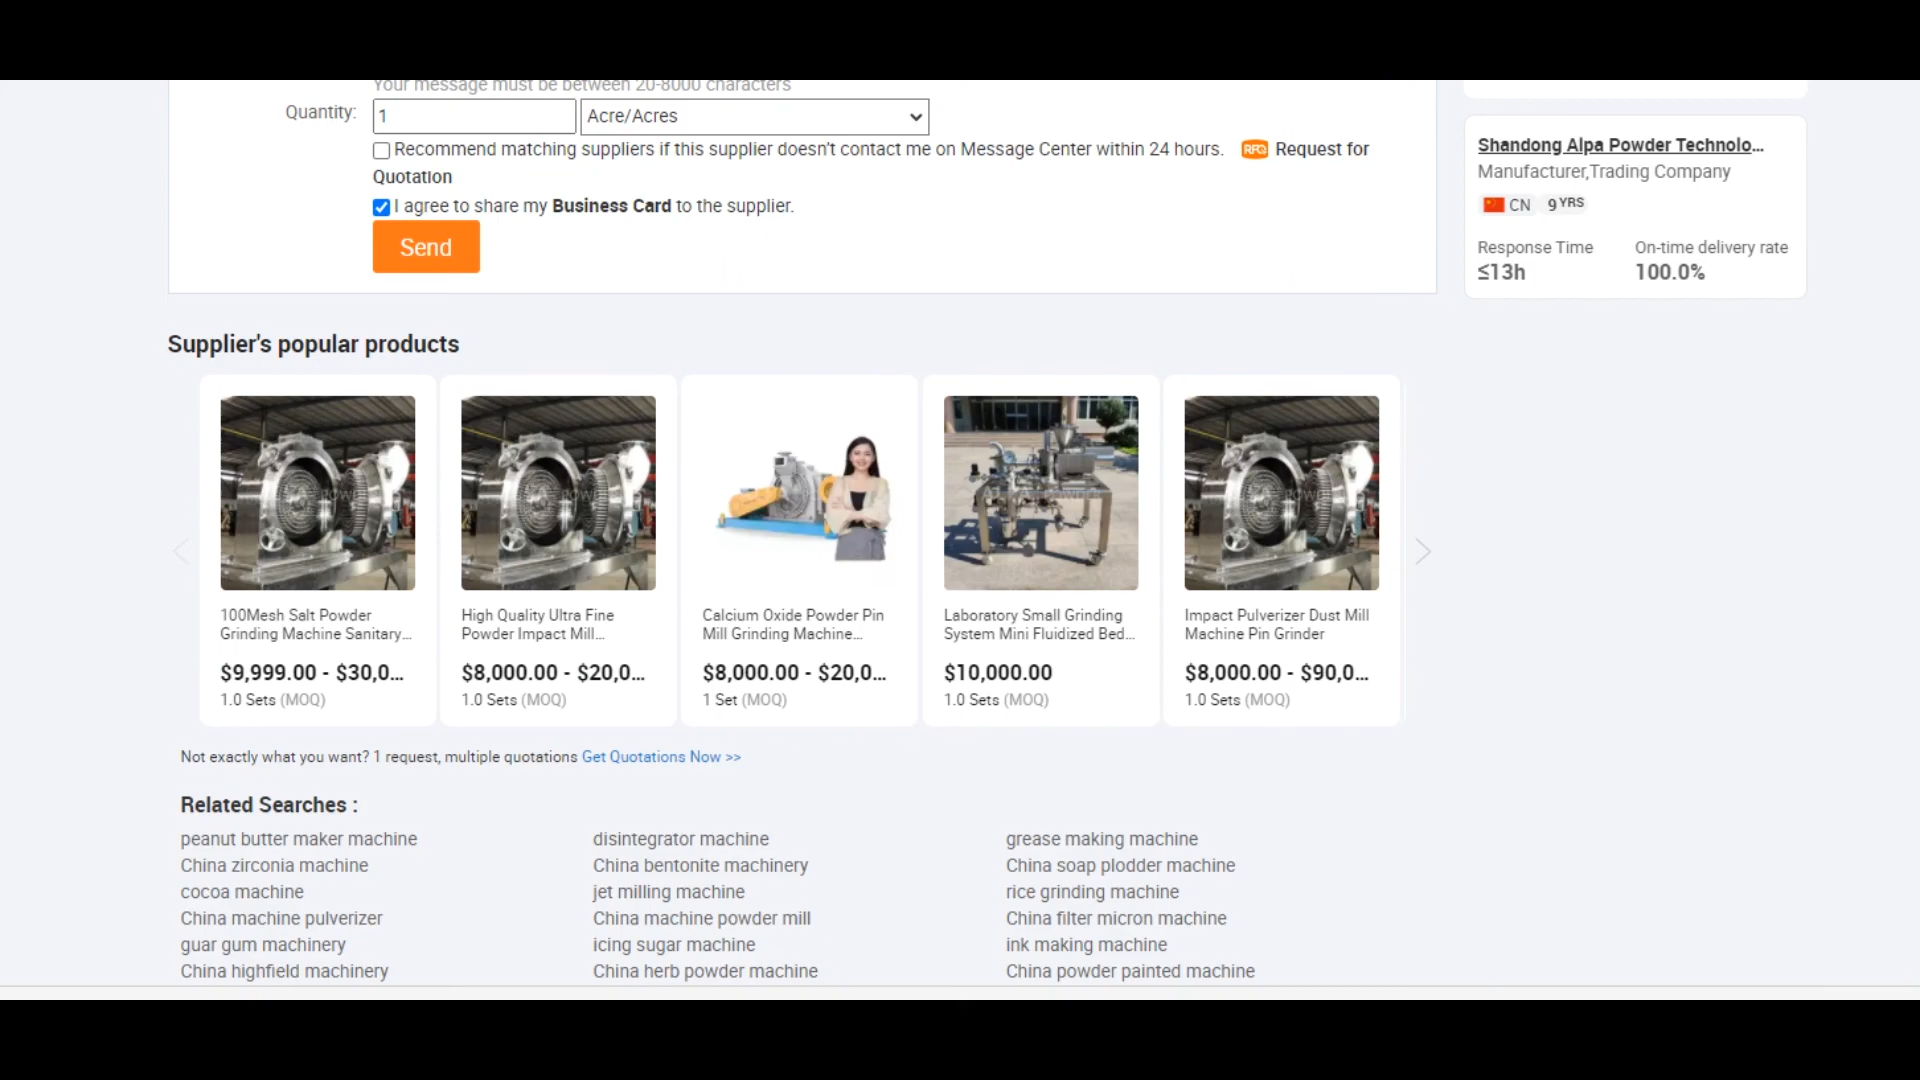 Your message must be between 20-8000 characters
Quantity: 1 Acre/Acres
Recommend matching suppliers if this supplier doesn't contact me on Message Center within 24 hours. RFQ Request for
Quotation
I agree to share my Business Card to the supplier.
Send
Shandong Alpa Powder Technolo...
Manufacturer,Trading Company
CN 9 YRS
Response Time On-time delivery rate
≤13h 100.0%
Supplier's popular products
100Mesh Salt Powder
Grinding Machine Sanitary...
$9,999.00 - $30,0...
1.0 Sets (MOQ)
High Quality Ultra Fine
Powder Impact Mill...
$8,000.00 - $20,0...
1.0 Sets (MOQ)
Calcium Oxide Powder Pin
Mill Grinding Machine...
$8,000.00 - $20,0...
1 Set (MOQ)
Laboratory Small Grinding
System Mini Fluidized Bed...
$10,000.00
1.0 Sets (MOQ)
Impact Pulverizer Dust Mill
Machine Pin Grinder
$8,000.00 - $90,0...
1.0 Sets (MOQ)
Not exactly what you want? 1 request, multiple quotations Get Quotations Now >>
Related Searches :
peanut butter maker machine disintegrator machine grease making machine
China zirconia machine China bentonite machinery China soap plodder machine
cocoa machine jet milling machine rice grinding machine
China machine pulverizer China machine powder mill China filter micron machine
guar gum machinery icing sugar machine ink making machine
China highfield machinery China herb powder machine China powder painted machine